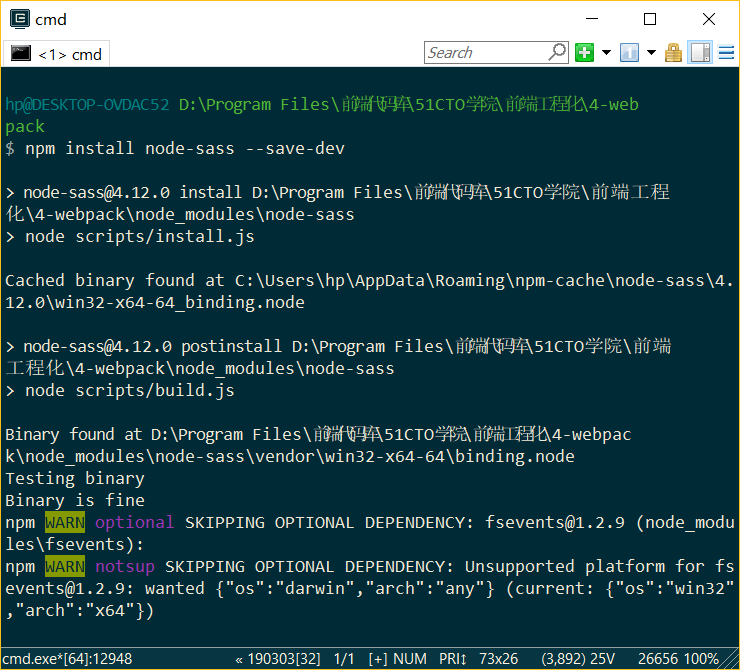 cmd
<1> cmd
Search
hp@DESKTOP-OVDAC52 D:\Program Files\前端代码库\51CTO学院\前端工程化\4-web
pack
$ npm install node-sass --save-dev
> node-sass@4.12.0 install D:\Program Files\前端代码库\51CTO学院\前端工程
化\4-webpack\node_modules\node-sass
> node scripts/install.js
Cached binary found at C:\Users\hp\AppData\Roaming\npm-cache\node-sass\4.
12.0\win32-x64-64_binding.node
> node-sass@4.12.0 postinstall D:\Program Files\前端代码库\51CTO学院\前端
工程化\4-webpack\node_modules\node-sass
> node scripts/build.js
Binary found at D:\Program Files\前端代码库\51CTO学院\前端工程化\4-webpac
k\node_modules\node-sass\vendor\win32-x64-64\binding.node
Testing binary
Binary is fine
npm WARN optional SKIPPING OPTIONAL DEPENDENCY: fsevents@1.2.9 (node_modu
les\fsevents):
npm WARN notsup SKIPPING OPTIONAL DEPENDENCY: Unsupported platform for fs
events@1.2.9: wanted {"os":"darwin","arch":"any"} (current: {"os":"win32"
,"arch":"x64"})
cmd.exe*[64]:12948 « 190303[32] 1/1 [+] NUM PRI↕ 73x26 (3,892) 25V 26656 100%